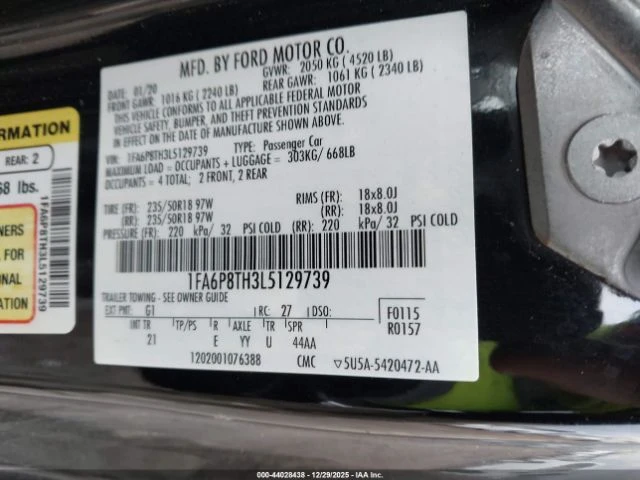 MFD. BY FORD MOTOR CO.
DATE: 01/20 GVWR: 2050 KG ( 4520 LB)
FRONT GAWR: 1016 KG ( 2240 LB) REAR GAWR: 1061 KG ( 2340 LB)
THIS VEHICLE CONFORMS TO ALL APPLICABLE FEDERAL MOTOR
VEHICLE SAFETY, BUMPER, AND THEFT PREVENTION STANDARDS
IN EFFECT ON THE DATE OF MANUFACTURE SHOWN ABOVE.
VIN: 1FA6P8TH3L5129739 TYPE: Passenger Car
MAXIMUM LOAD = OCCUPANTS + LUGGAGE = 303KG/ 668LB
OCCUPANTS = 4 TOTAL; 2 FRONT, 2 REAR
TIRE (FR): 235/50R18 97W RIMS (FR): 18x8.0J
(RR): 235/50R18 97W (RR): 18x8.0J
PRESSURE (FR): 220 kPa/ 32 PSI COLD (RR): 220 kPa/ 32 PSI COLD
1FA6P8TH3L5129739
TRAILER TOWING - SEE OWNER GUIDE
EXT PNT: G1 RC: 27 DSO: F0115
R0157
INT TR TP/PS R AXLE TR SPR
21 E YY U 44AA
1202001076388 CMC ▽5U5A-5420472-AA
ORMATION
REAR: 2
68 lbs.
1FA6P8TH3L5129739
000-44028438 - 12/29/2025 - IAAI.CA